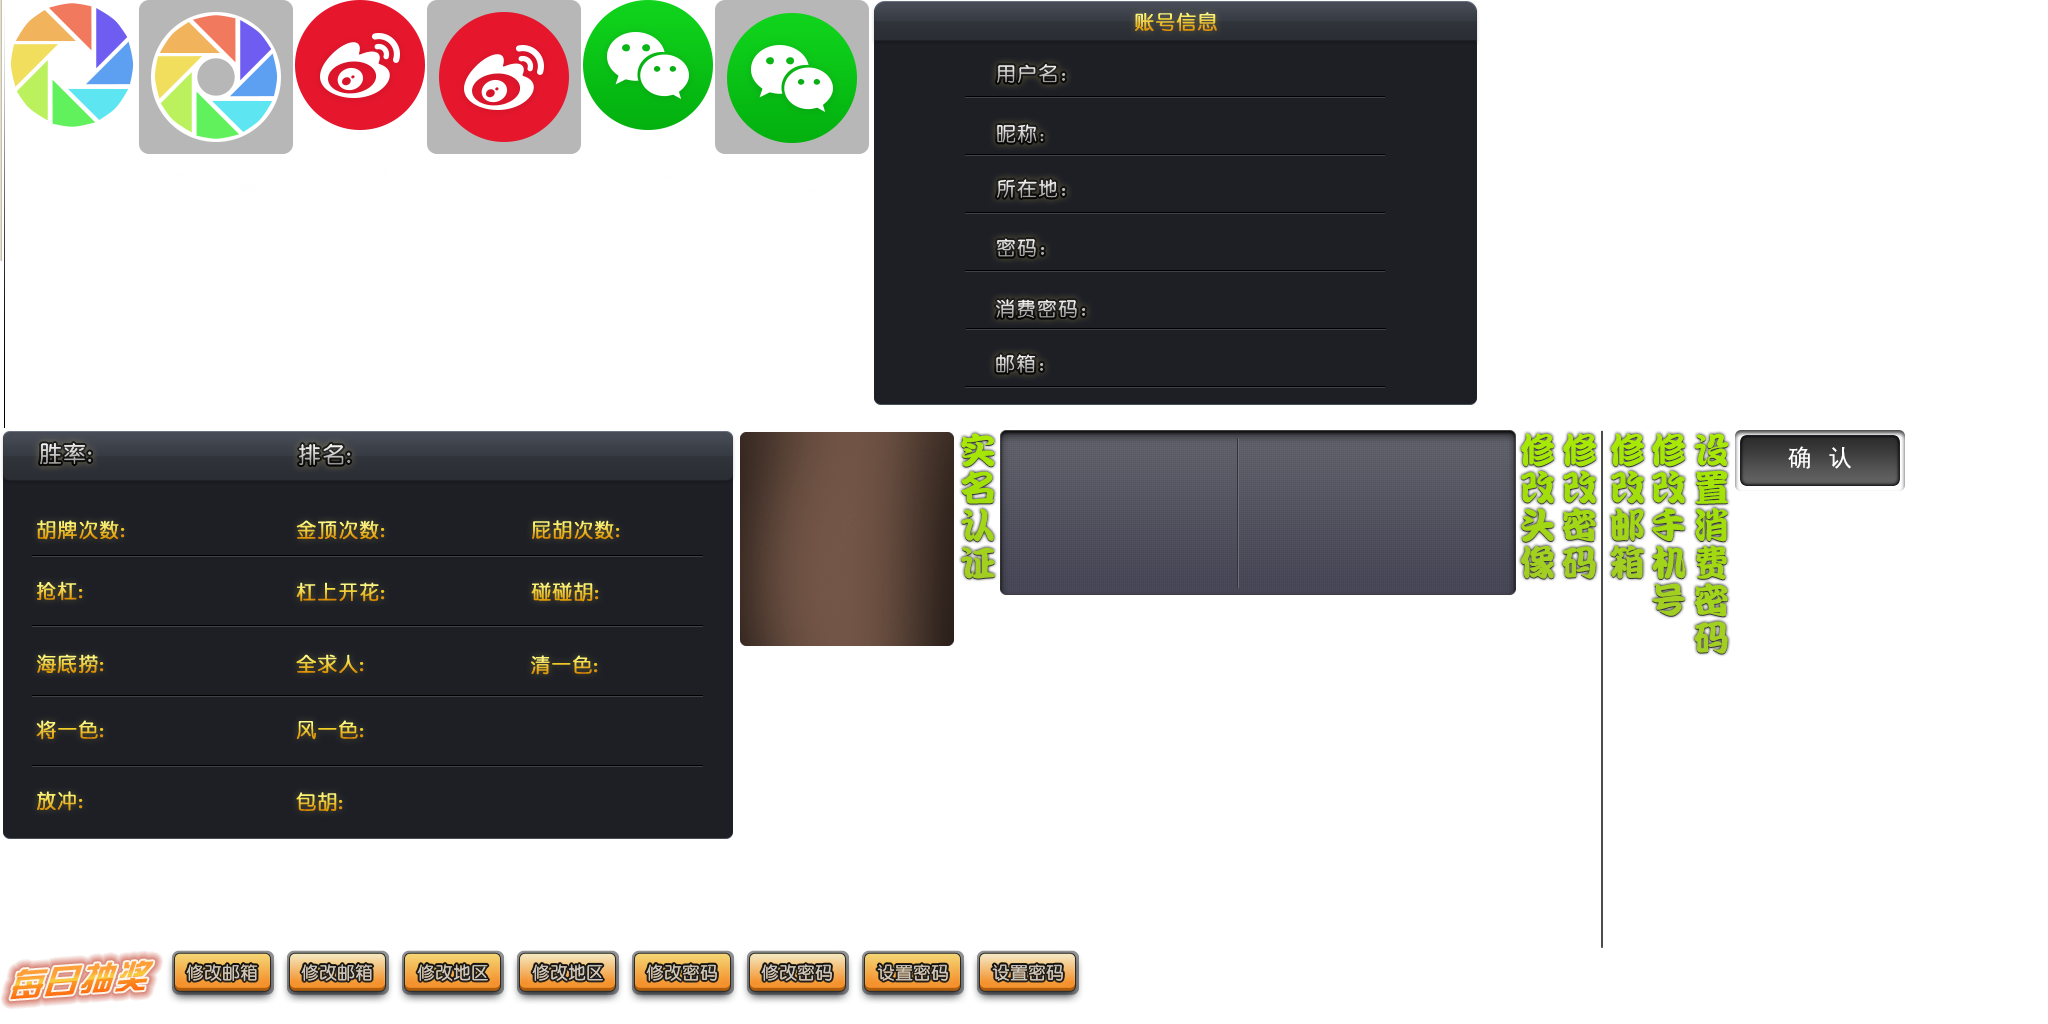 账号信息
用户名:
昵称:
所在地:
密码:
消费密码:
邮箱:
胜率: 排名:
胡牌次数: 金顶次数: 屁胡次数:
抢杠: 杠上开花: 碰碰胡:
海底捞: 全求人: 清一色:
将一色: 风一色:
放冲: 包胡:
实名认证
修改头像
修改密码
修改邮箱
修改手机号
设置消费密码
确 认
每日抽奖
修改邮箱
修改邮箱
修改地区
修改地区
修改密码
修改密码
设置密码
设置密码